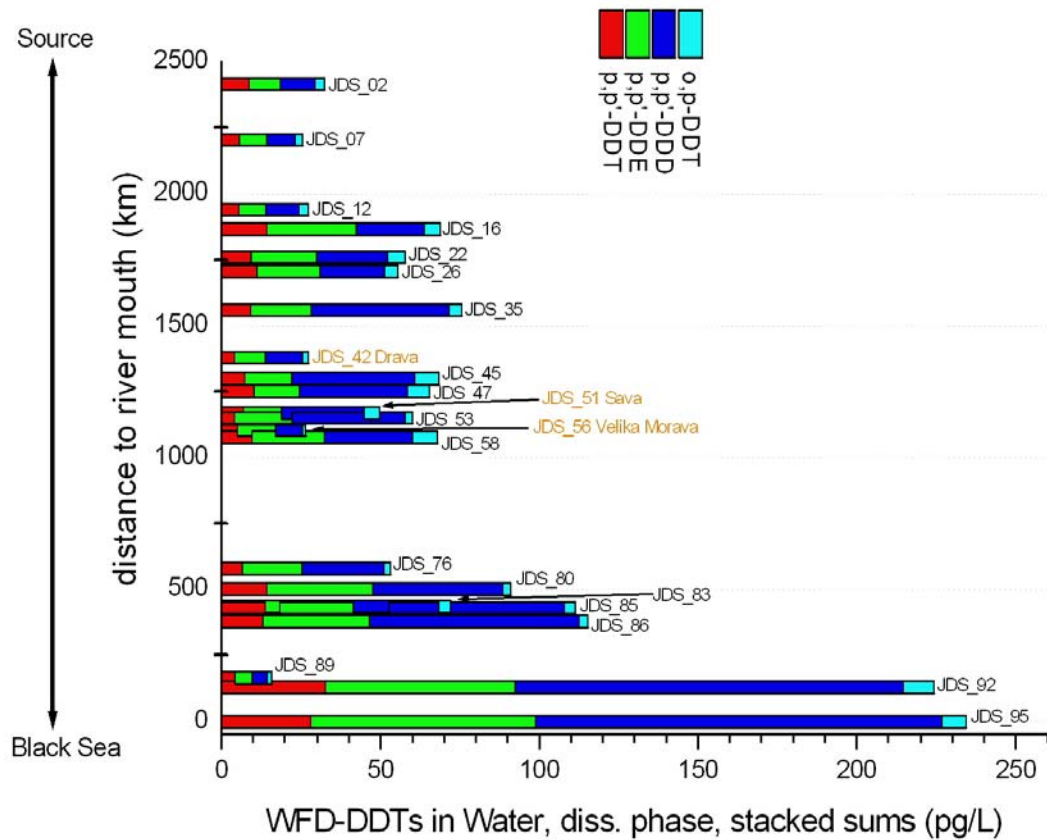 Source
Black Sea
distance to river mouth (km)
2500
2000
1500
1000
500
0
p,p'-DDT
p,p'-DDE
p,p'-DDD
o,p-DDT
JDS_02
JDS_07
JDS_12
JDS_16
JDS_22
JDS_26
JDS_35
JDS_42 Drava
JDS_45
JDS_47
JDS_51 Sava
JDS_53
JDS_56 Velika Morava
JDS_58
JDS_76
JDS_80
JDS_83
JDS_85
JDS_86
JDS_89
JDS_92
JDS_95
0 50 100 150 200 250
WFD-DDTs in Water, diss. phase, stacked sums (pg/L)